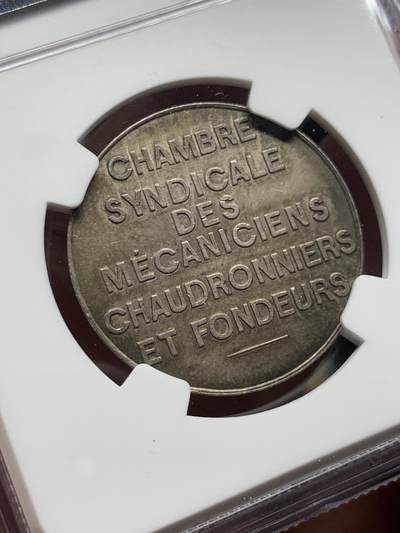 CHAMBRE
SYNDICALE
DES
MÉCANICIENS
CHAUDRONNIERS
ET FONDEURS